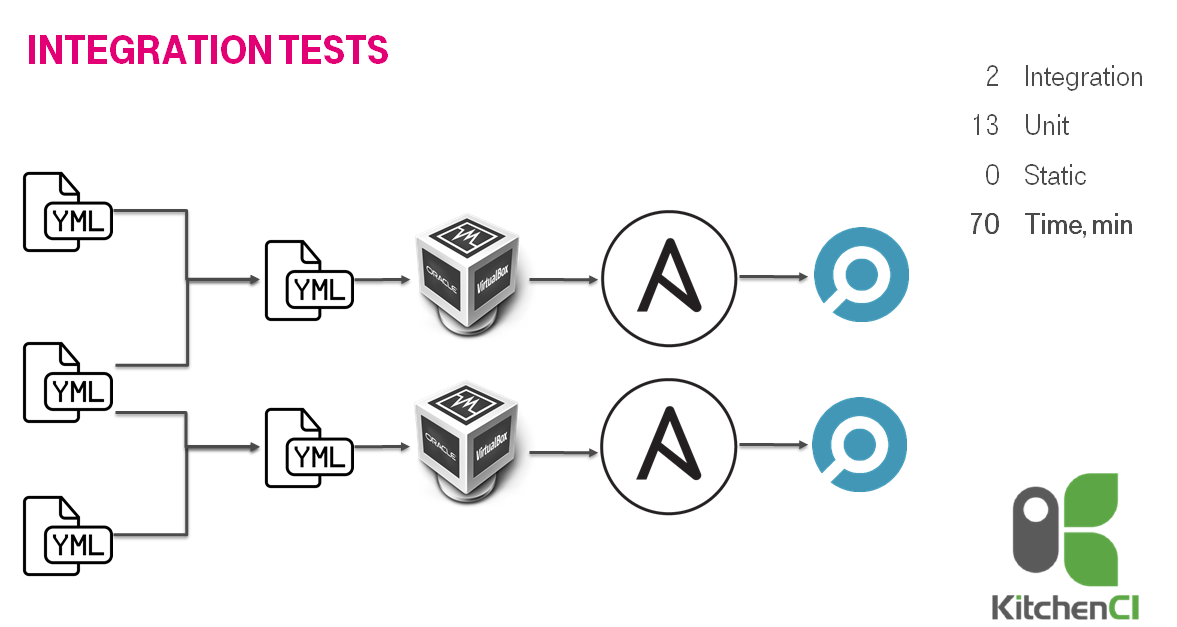 INTEGRATION TESTS
2 Integration
13 Unit
0 Static
70 Time, min
YML
YML
ORACLE
VirtualBox
YML
YML
ORACLE
VirtualBox
YML
KitchenCI